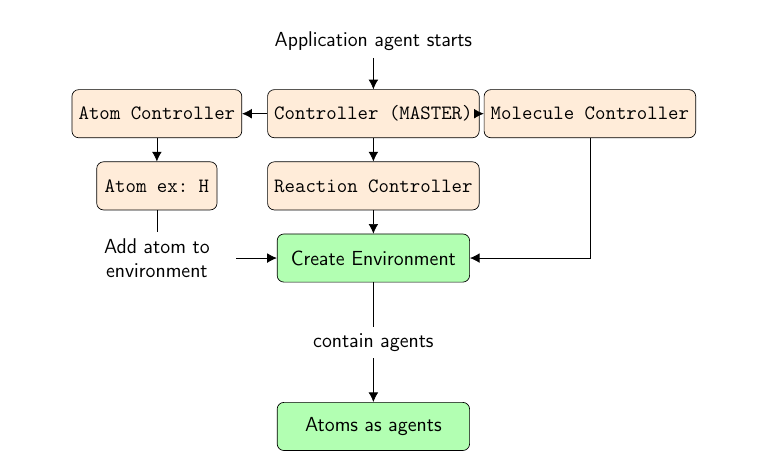 Application agent starts
Atom Controller
Controller (MASTER)
Molecule Controller
Atom ex: H
Reaction Controller
Add atom to
environment
Create Environment
contain agents
Atoms as agents